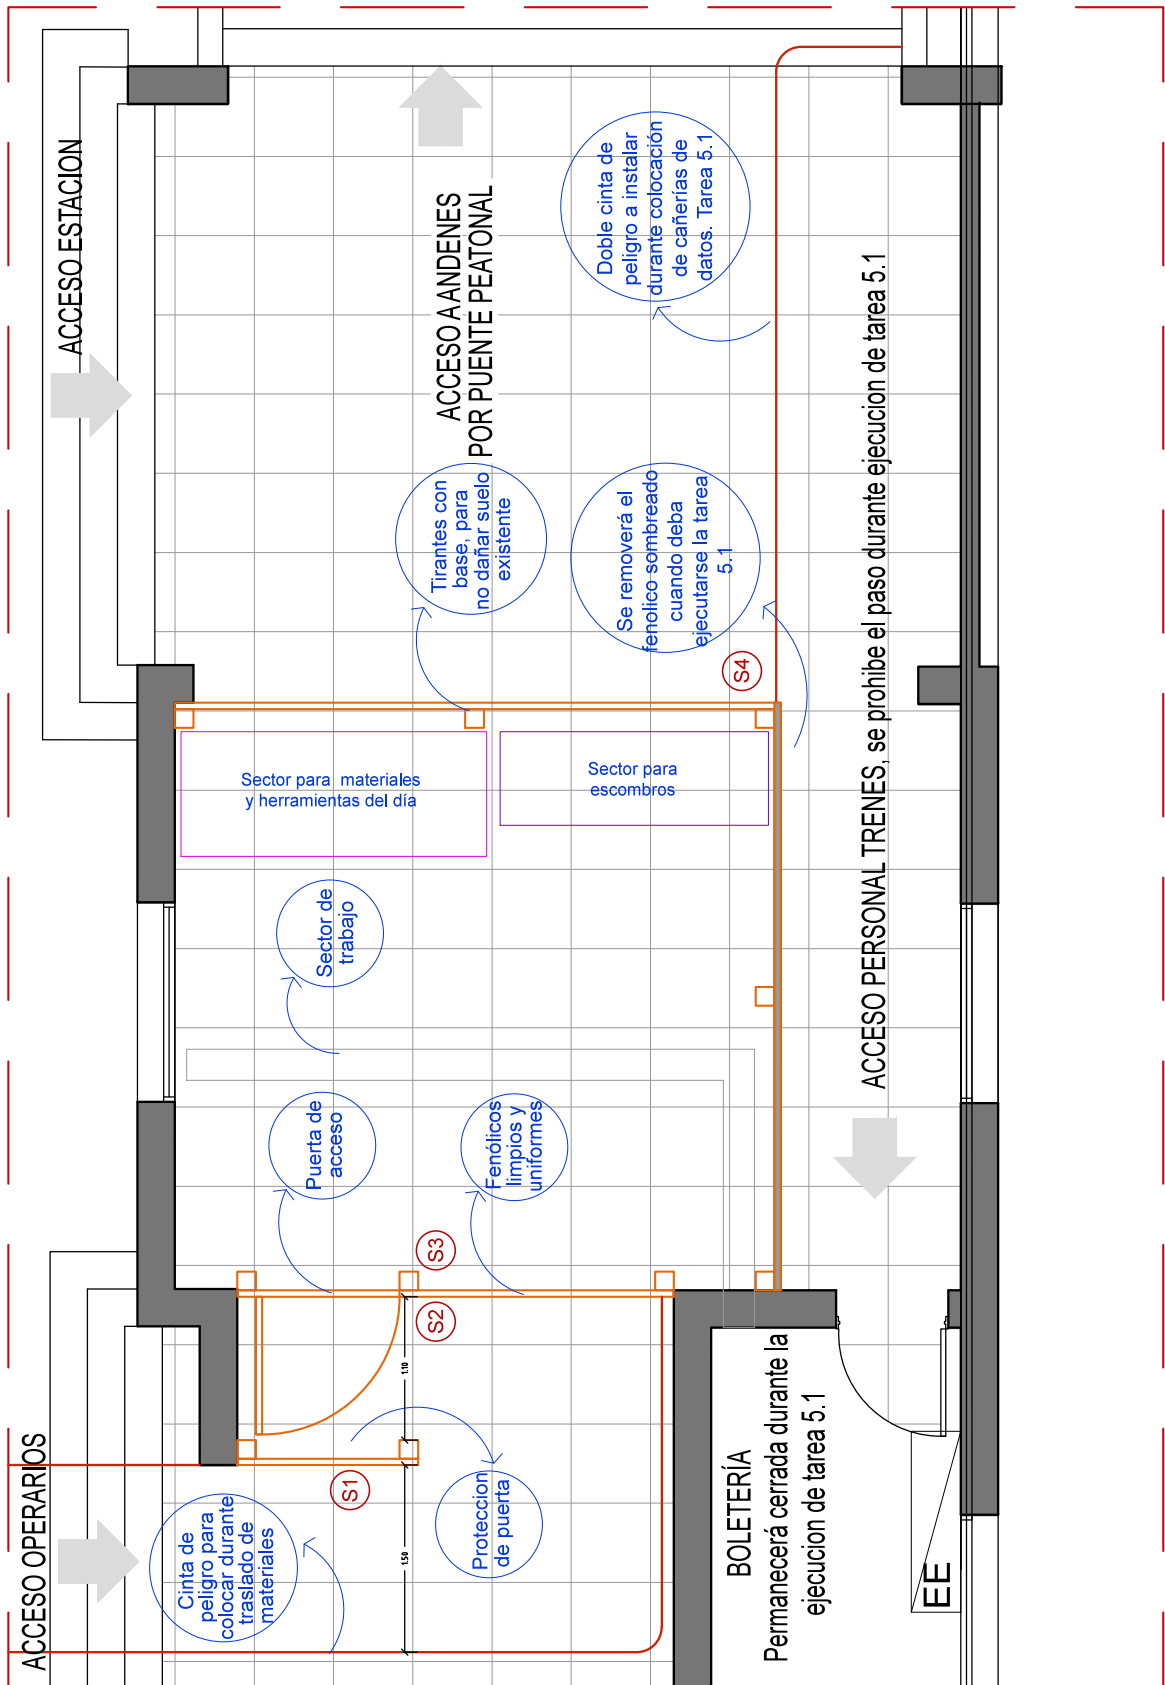 ACCESO ESTACION
ACCESO A ANDENES
POR PUENTE PEATONAL
Doble cinta de
peligro a instalar
durante colocación
de cañerías de
datos. Tarea 5.1
Tirantes con
base, para
no dañar suelo
existente
Se removerá el
fenolico sombreado
cuando deba
ejecutarse la tarea
5.1
S4
ACCESO PERSONAL TRENES, se prohibe el paso durante ejecucion de tarea 5.1
Sector para materiales
y herramientas del día
Sector para
escombros
Sector de
trabajo
Puerta de
acceso
Fenólicos
limpios y
uniformes
S3
S2
1.10
S1
1.50
Proteccion
de puerta
ACCESO OPERARIOS
Cinta de
peligro para
colocar durante
traslado de
materiales
BOLETERÍA
Permanecerá cerrada durante la
ejecucion de tarea 5.1
EE